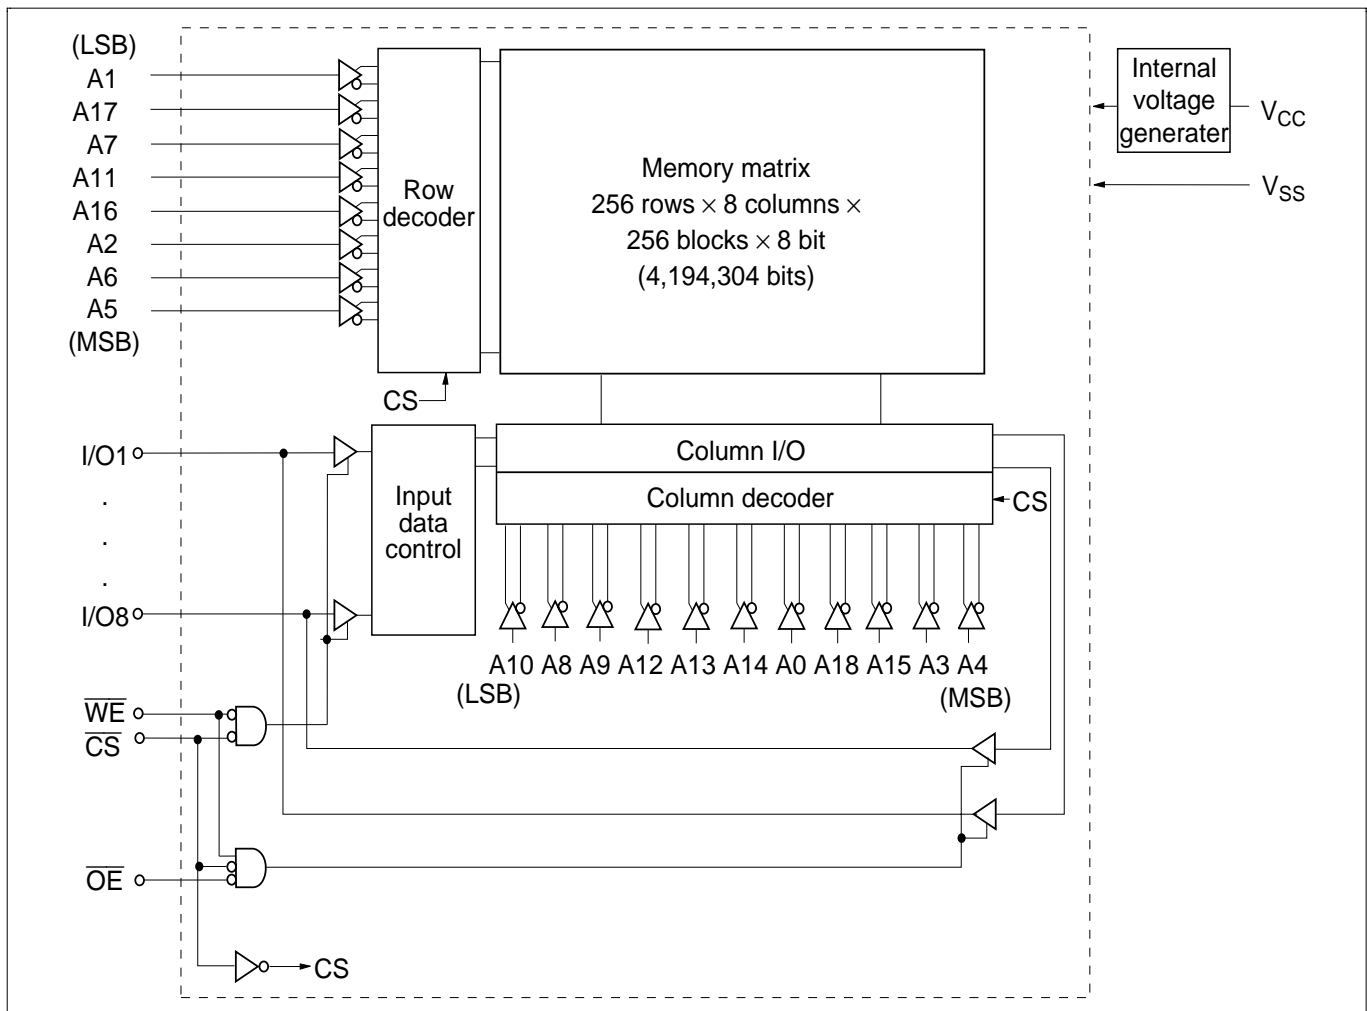 (LSB)
A1
A17
A7
A11
A16
A2
A6
A5
(MSB)
Row
decoder
CS
Memory matrix
256 rows × 8 columns ×
256 blocks × 8 bit
(4,194,304 bits)
Internal
voltage
generater
VCC
VSS
I/O1
.
.
.
I/O8
Input
data
control
Column I/O
Column decoder
CS
A10 A8 A9 A12 A13 A14 A0 A18 A15 A3 A4
(LSB) (MSB)
WE
CS
OE
CS